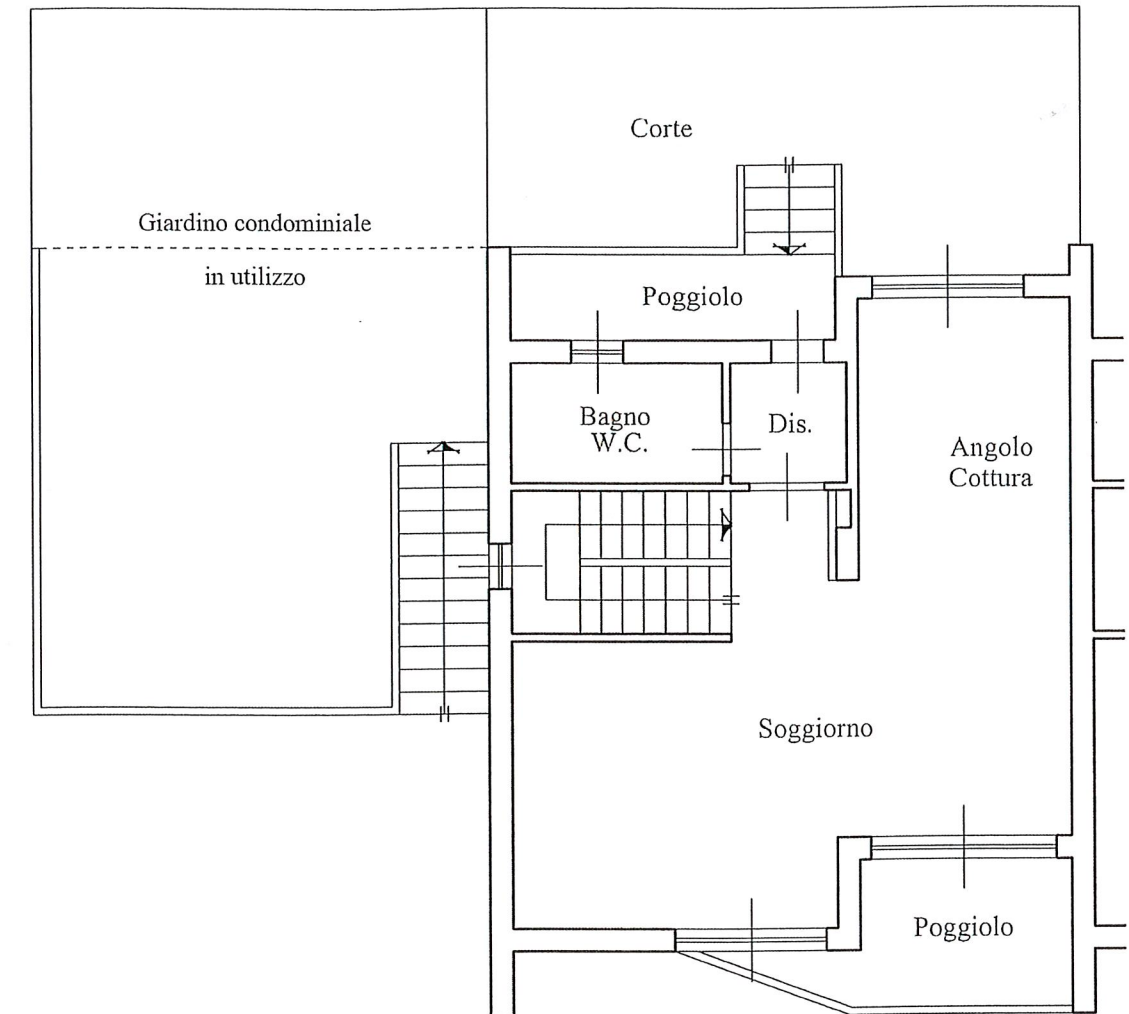 Corte
Giardino condominiale
in utilizzo
Poggiolo
Bagno
W.C.
Dis.
Angolo
Cottura
Soggiorno
Poggiolo